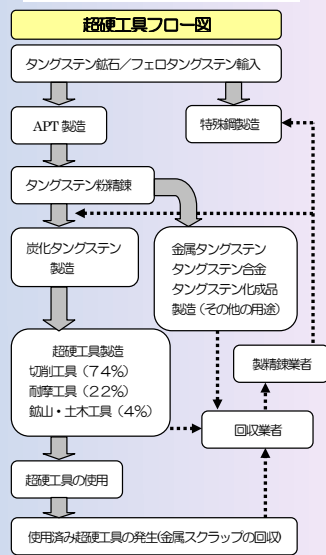 超硬工具フロー図
タングステン鉱石／フェロタングステン輸入
APT 製造
特殊鋼製造
タングステン粉精錬
炭化タングステン
製造
金属タングステン
タングステン合金
タングステン化成品
製造（その他の用途）
超硬工具製造
切削工具（74%）
耐摩工具（22%）
鉱山・土木工具（4%）
製精錬業者
回収業者
超硬工具の使用
使用済み超硬工具の発生(金属スクラップの回収)